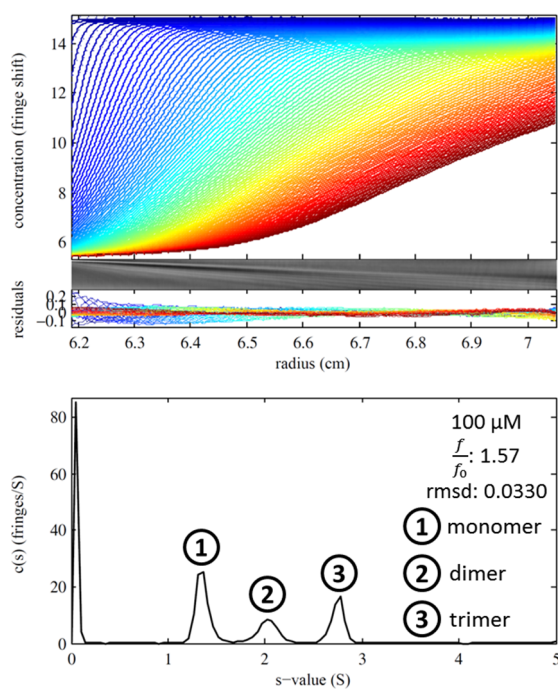 14
12
10
8
6
concentration (fringe shift)
0.2
0.1
0
−0.1
residuals
6.2 6.3 6.4 6.5 6.6 6.7 6.8 6.9 7
radius (cm)
80
60
40
20
0
c(s) (fringes/S)
100 µM
f/f₀: 1.57
rmsd: 0.0330
1 monomer
2 dimer
3 trimer
1
2
3
0 1 2 3 4 5
s−value (S)